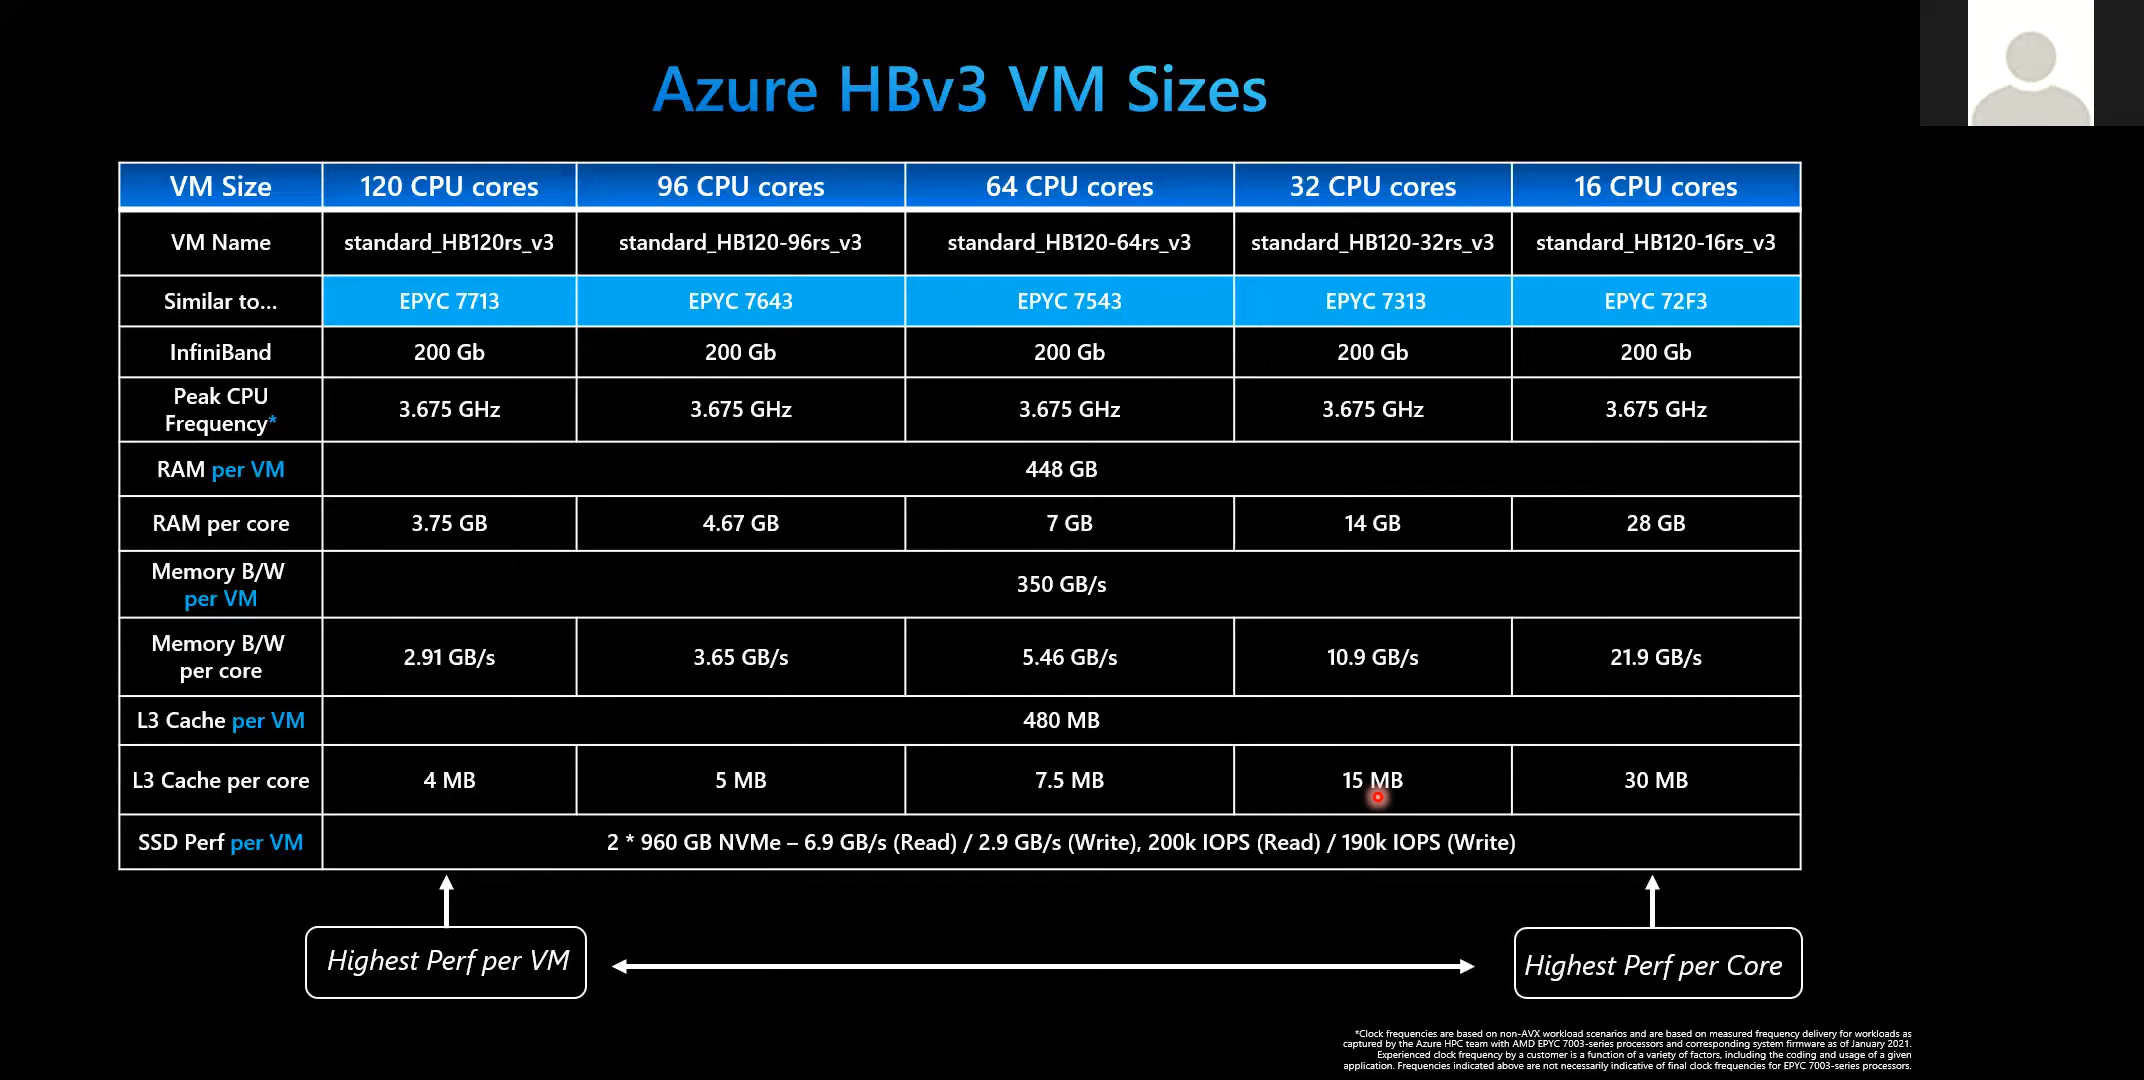 Azure HBv3 VM Sizes
VM Size 120 CPU cores 96 CPU cores 64 CPU cores 32 CPU cores 16 CPU cores
VM Name standard_HB120rs_v3 standard_HB120-96rs_v3 standard_HB120-64rs_v3 standard_HB120-32rs_v3 standard_HB120-16rs_v3
Similar to... EPYC 7713 EPYC 7643 EPYC 7543 EPYC 7313 EPYC 72F3
InfiniBand 200 Gb 200 Gb 200 Gb 200 Gb 200 Gb
Peak CPU
Frequency* 3.675 GHz 3.675 GHz 3.675 GHz 3.675 GHz 3.675 GHz
RAM per VM 448 GB
RAM per core 3.75 GB 4.67 GB 7 GB 14 GB 28 GB
Memory B/W
per VM 350 GB/s
Memory B/W
per core 2.91 GB/s 3.65 GB/s 5.46 GB/s 10.9 GB/s 21.9 GB/s
L3 Cache per VM 480 MB
L3 Cache per core 4 MB 5 MB 7.5 MB 15 MB 30 MB
SSD Perf per VM 2 * 960 GB NVMe – 6.9 GB/s (Read) / 2.9 GB/s (Write), 200k IOPS (Read) / 190k IOPS (Write)
Highest Perf per VM Highest Perf per Core
*Clock frequencies are based on non-AVX workload scenarios and are based on measured frequency delivery for workloads as
captured by the Azure HPC team with AMD EPYC 7003-series processors and corresponding system firmware as of January 2021.
Experienced clock frequency by a customer is a function of a variety of factors, including the coding and usage of a given
application. Frequencies indicated above are not necessarily indicative of final clock frequencies for EPYC 7003-series processors.